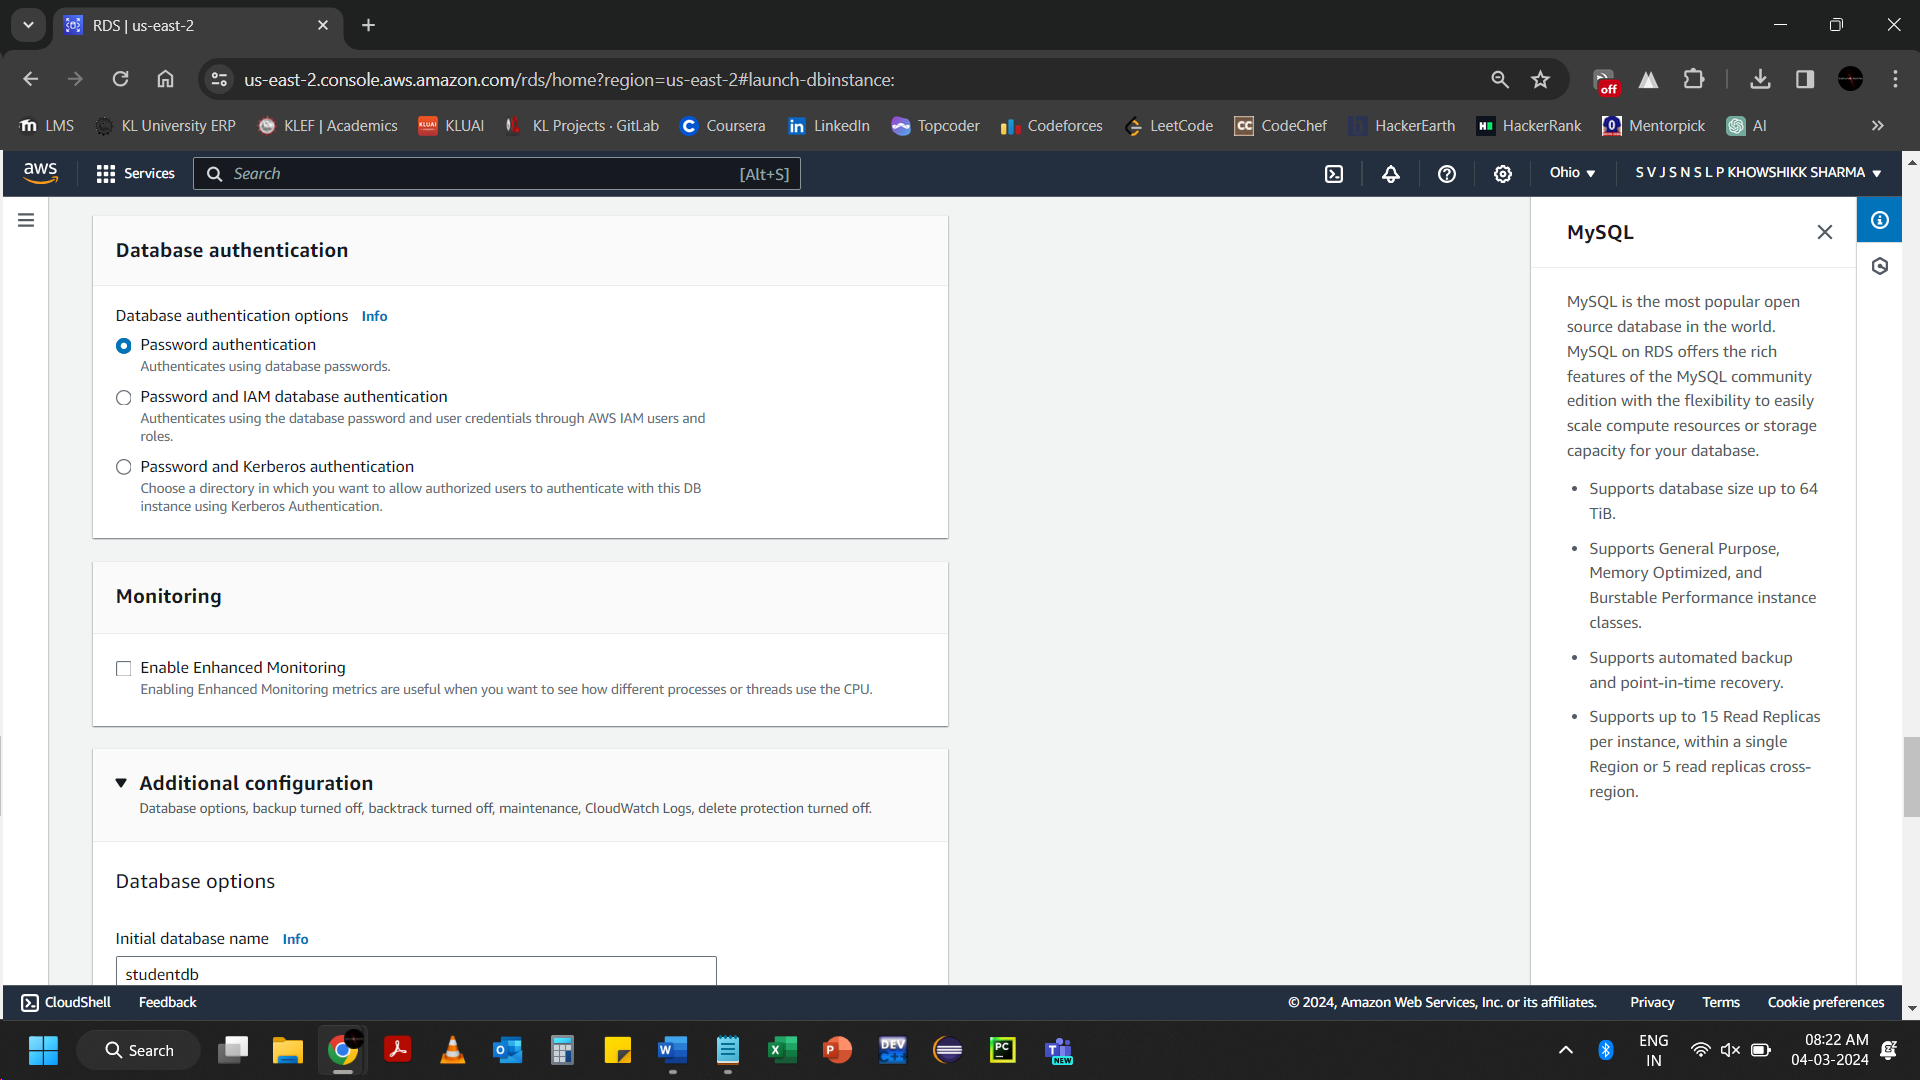 RDS | us-east-2
us-east-2.console.aws.amazon.com/rds/home?region=us-east-2#launch-dbinstance:
off
LMS
KL University ERP
KLEF | Academics
KLUAI
KL Projects · GitLab
Coursera
LinkedIn
Topcoder
Codeforces
LeetCode
CodeChef
HackerEarth
HackerRank
Mentorpick
AI
aws
Services
Search
[Alt+S]
Ohio
S V J S N S L P KHOWSHIKK SHARMA
Database authentication
Database authentication options Info
Password authentication
Authenticates using database passwords.
Password and IAM database authentication
Authenticates using the database password and user credentials through AWS IAM users and
roles.
Password and Kerberos authentication
Choose a directory in which you want to allow authorized users to authenticate with this DB
instance using Kerberos Authentication.
Monitoring
Enable Enhanced Monitoring
Enabling Enhanced Monitoring metrics are useful when you want to see how different processes or threads use the CPU.
Additional configuration
Database options, backup turned off, backtrack turned off, maintenance, CloudWatch Logs, delete protection turned off.
Database options
Initial database name Info
studentdb
MySQL
MySQL is the most popular open
source database in the world.
MySQL on RDS offers the rich
features of the MySQL community
edition with the flexibility to easily
scale compute resources or storage
capacity for your database.
• Supports database size up to 64
TiB.
• Supports General Purpose,
Memory Optimized, and
Burstable Performance instance
classes.
• Supports automated backup
and point-in-time recovery.
• Supports up to 15 Read Replicas
per instance, within a single
Region or 5 read replicas cross-
region.
CloudShell
Feedback
© 2024, Amazon Web Services, Inc. or its affiliates.
Privacy
Terms
Cookie preferences
Search
DEV
PC
NEW
ENG
IN
08:22 AM
04-03-2024